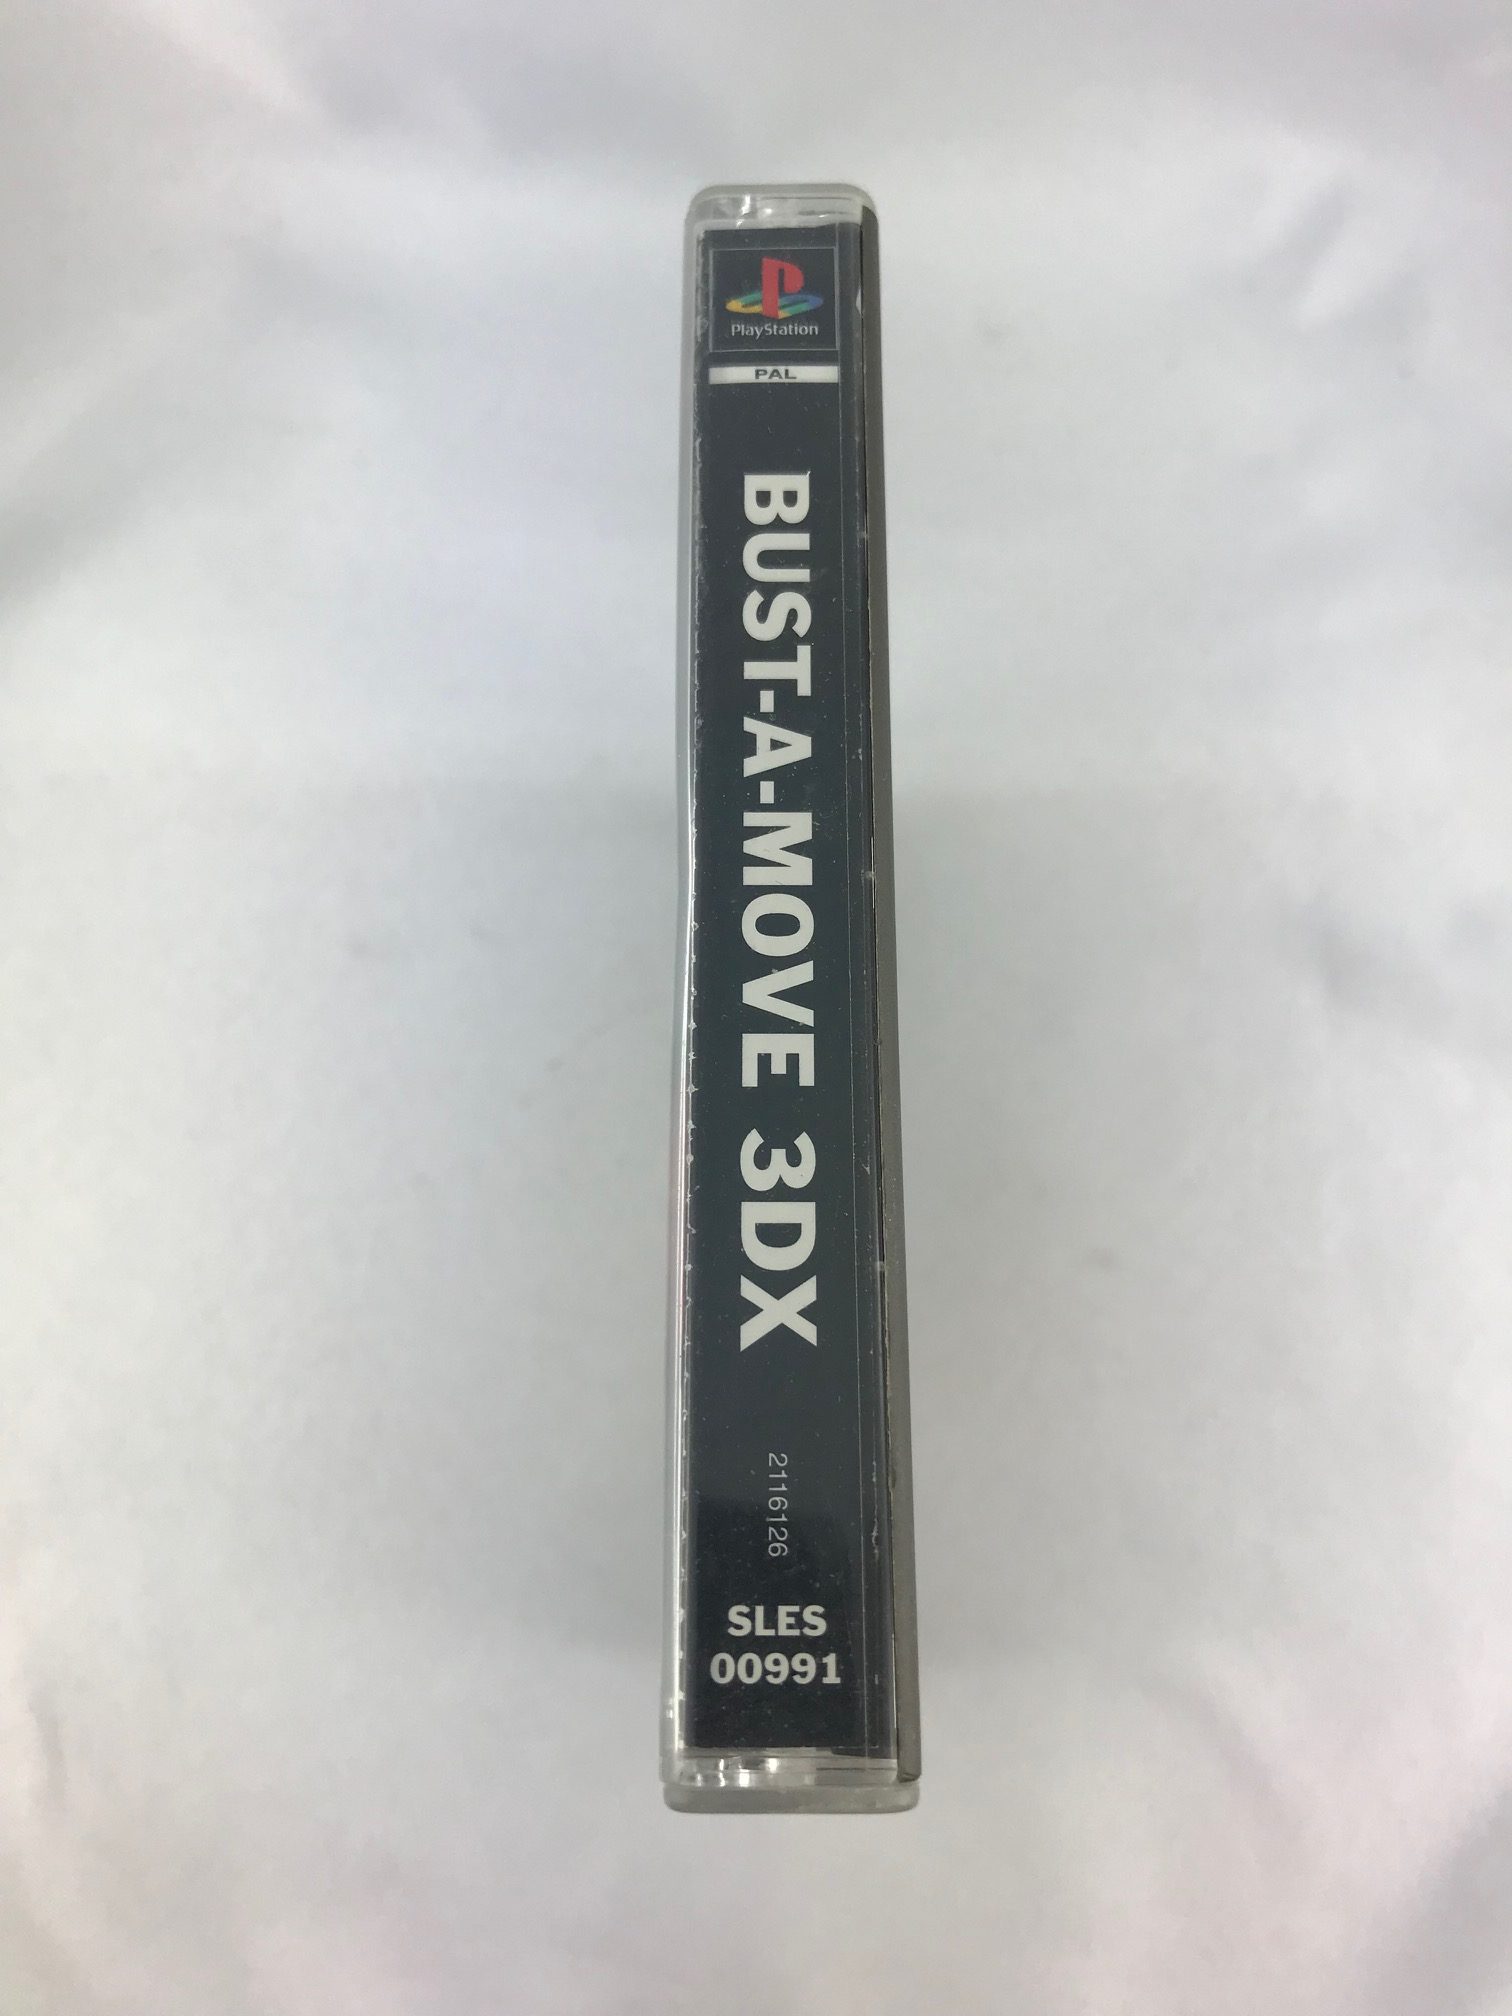 PlayStation
PAL
BUST-A-MOVE 3DX
2116126
SLES
00991